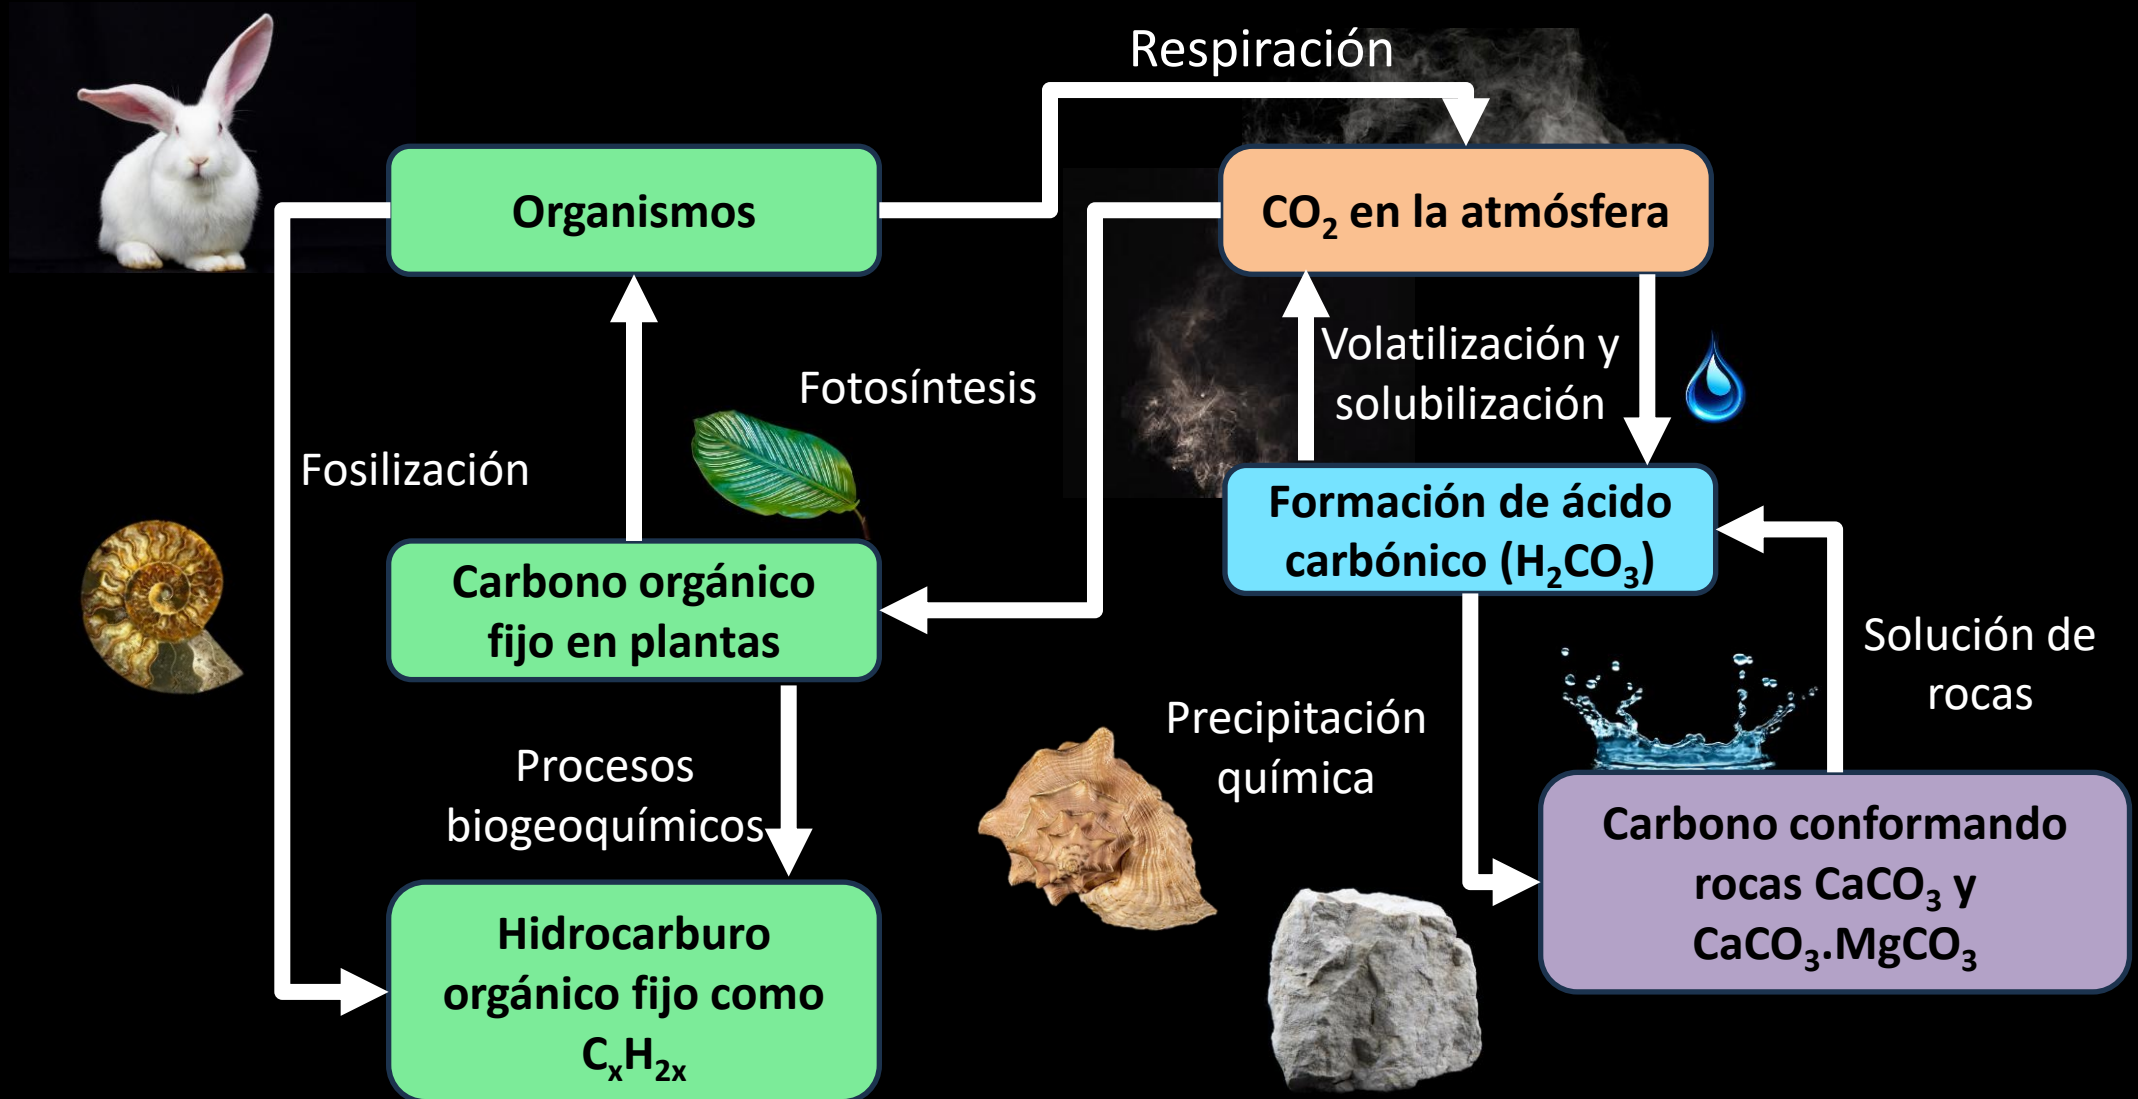 Respiración
Organismos
CO₂ en la atmósfera
Volatilización y
solubilización
Fotosíntesis
Fosilización
Formación de ácido
carbónico (H₂CO₃)
Carbono orgánico
fijo en plantas
Solución de
rocas
Precipitación
química
Procesos
biogeoquímicos
Carbono conformando
rocas CaCO₃ y
CaCO₃.MgCO₃
Hidrocarburo
orgánico fijo como
CₓH₂ₓ